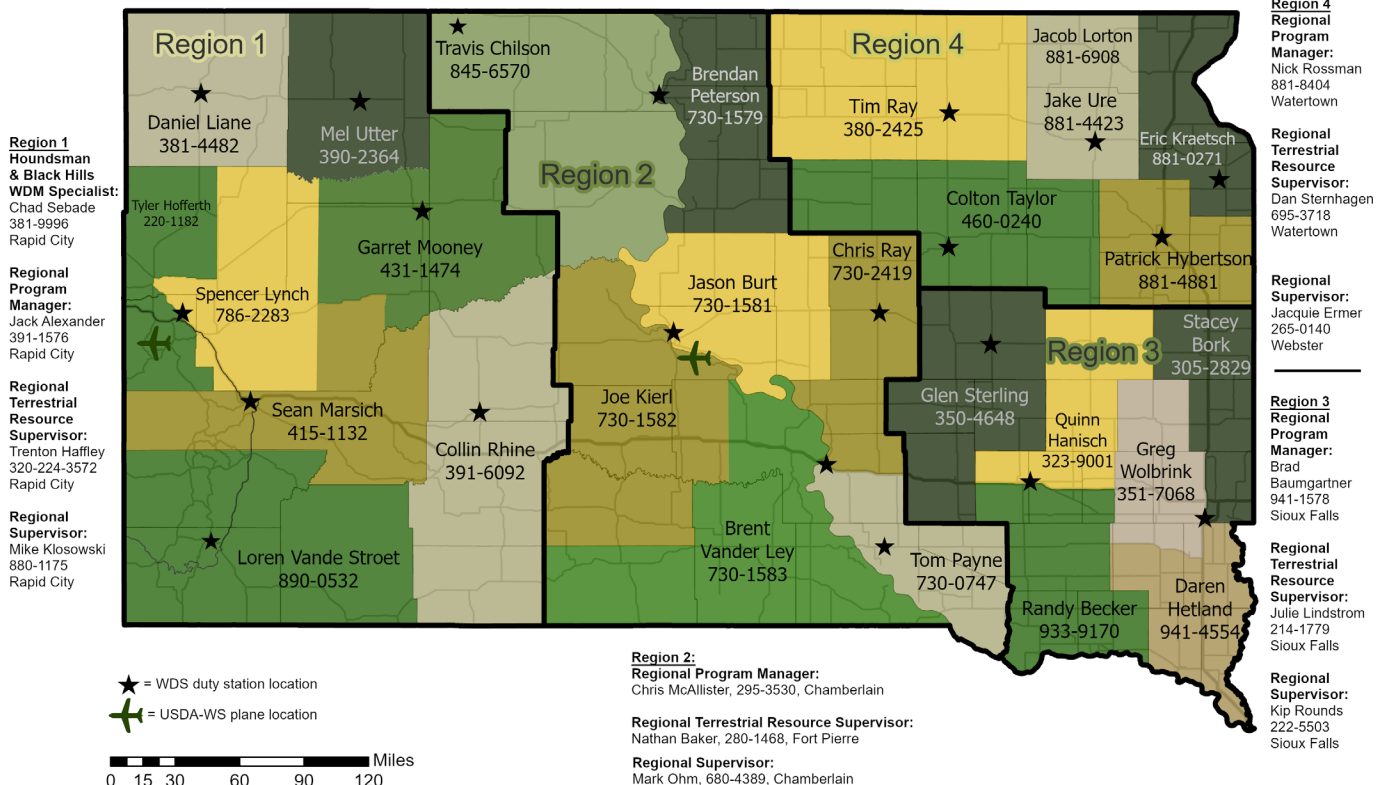 Region 1
Houndsman
& Black Hills
WDM Specialist:
Chad Sebade
381-9996
Rapid City
Regional
Program
Manager:
Jack Alexander
391-1576
Rapid City
Regional
Terrestrial
Resource
Supervisor:
Trenton Haffley
320-224-3572
Rapid City
Regional
Supervisor:
Mike Klosowski
880-1175
Rapid City
Region 1
Daniel Liane
381-4482
Mel Utter
390-2364
Tyler Hofferth
220-1182
Garret Mooney
431-1474
Spencer Lynch
786-2283
Sean Marsich
415-1132
Collin Rhine
391-6092
Loren Vande Stroet
890-0532
Travis Chilson
845-6570
Region 2
Brendan
Peterson
730-1579
Jason Burt
730-1581
Chris Ray
730-2419
Joe Kierl
730-1582
Brent
Vander Ley
730-1583
Tom Payne
730-0747
Region 4
Tim Ray
380-2425
Jacob Lorton
881-6908
Jake Ure
881-4423
Eric Kraetsch
881-0271
Colton Taylor
460-0240
Patrick Hybertson
881-4881
Region 3
Stacey
Bork
305-2829
Glen Sterling
350-4648
Quinn
Hanisch
323-9001
Greg
Wolbrink
351-7068
Randy Becker
933-9170
Daren
Hetland
941-4554
Region 4
Regional
Program
Manager:
Nick Rossman
881-8404
Watertown
Regional
Terrestrial
Resource
Supervisor:
Dan Sternhagen
695-3718
Watertown
Regional
Supervisor:
Jacquie Ermer
265-0140
Webster
Region 3
Regional
Program
Manager:
Brad
Baumgartner
941-1578
Sioux Falls
Regional
Terrestrial
Resource
Supervisor:
Julie Lindstrom
214-1779
Sioux Falls
Regional
Supervisor:
Kip Rounds
222-5503
Sioux Falls
= WDS duty station location
= USDA-WS plane location
Miles
0 15 30 60 90 120
Region 2:
Regional Program Manager:
Chris McAllister, 295-3530, Chamberlain
Regional Terrestrial Resource Supervisor:
Nathan Baker, 280-1468, Fort Pierre
Regional Supervisor:
Mark Ohm, 680-4389, Chamberlain